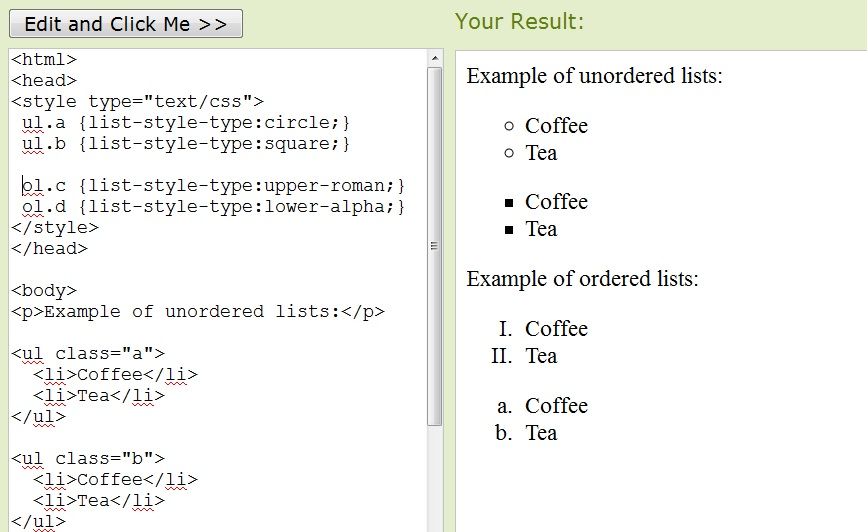 Edit and Click Me >>
<html>
<head>
<style type="text/css">
ul.a {list-style-type:circle;}
ul.b {list-style-type:square;}
ol.c {list-style-type:upper-roman;}
ol.d {list-style-type:lower-alpha;}
</style>
</head>
<body>
<p>Example of unordered lists:</p>
<ul class="a">
<li>Coffee</li>
<li>Tea</li>
</ul>
<ul class="b">
<li>Coffee</li>
<li>Tea</li>
</ul>
Your Result:
Example of unordered lists:
Coffee
Tea
Coffee
Tea
Example of ordered lists:
I. Coffee
II. Tea
a. Coffee
b. Tea